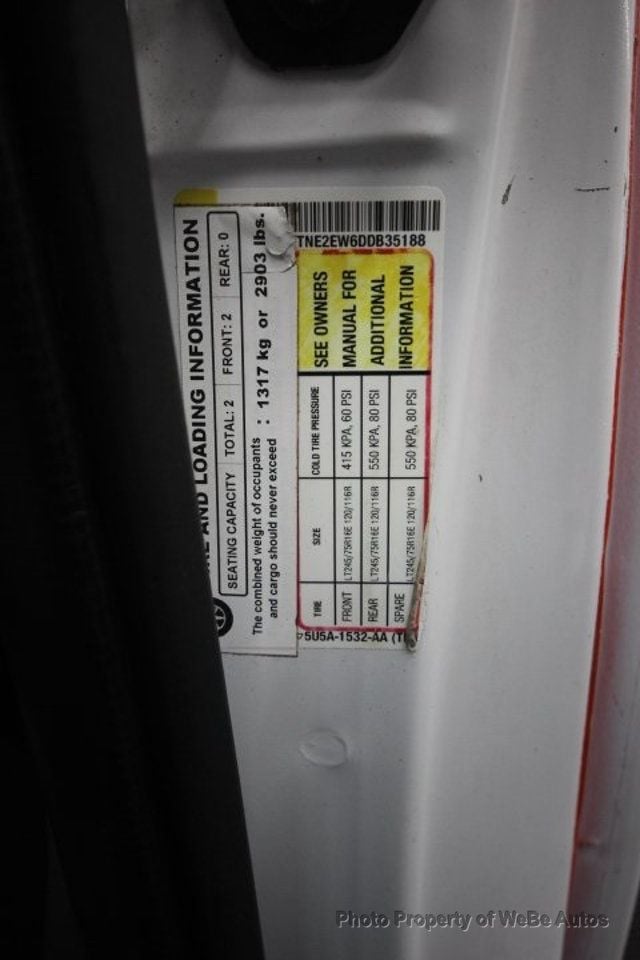 AND LOADING INFORMATION
SEATING CAPACITY TOTAL: 2 FRONT: 2 REAR: 0
The combined weight of occupants
and cargo should never exceed : 1317 kg or 2903 lbs.
TNE2EW6DDB35188
TIRE SIZE COLD TIRE PRESSURE SEE OWNERS
FRONT LT245/75R16E 120/116R 415 KPA, 60 PSI MANUAL FOR
REAR LT245/75R16E 120/116R 550 KPA, 80 PSI ADDITIONAL
SPARE LT245/75R16E 120/116R 550 KPA, 80 PSI INFORMATION
5U5A-1532-AA
Photo Property of WeBe Autos